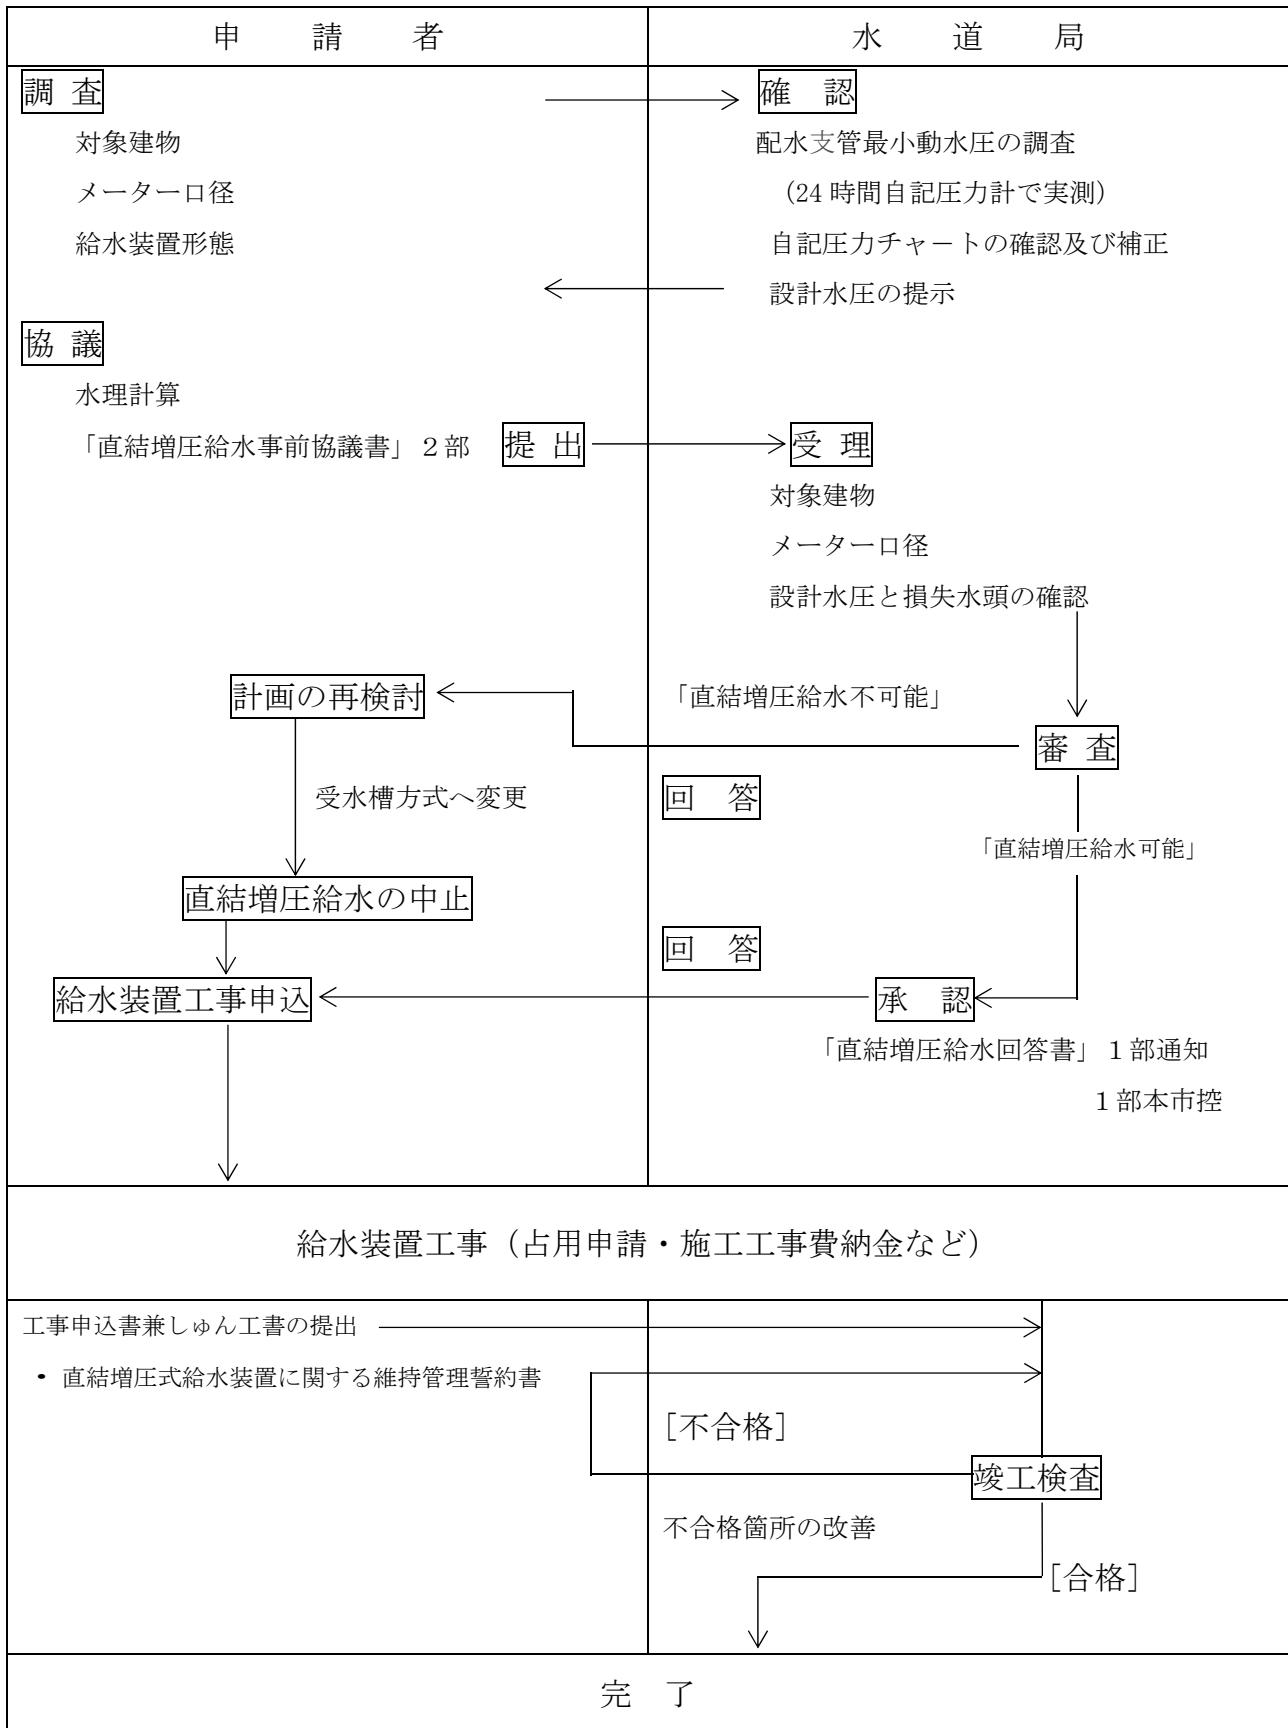 申請者 水道局
調査 確認
対象建物 配水支管最小動水圧の調査
メーター口径 （24時間自記圧力計で実測）
給水装置形態 自記圧力チャートの確認及び補正
設計水圧の提示
協議
水理計算
「直結増圧給水事前協議書」２部 提出 受理
対象建物
メーター口径
設計水圧と損失水頭の確認
計画の再検討 「直結増圧給水不可能」
審査
受水槽方式へ変更 回答
「直結増圧給水可能」
直結増圧給水の中止
回答
給水装置工事申込 承認
「直結増圧給水回答書」１部通知
１部本市控
給水装置工事（占用申請・施工工事費納金など）
工事申込書兼しゅん工書の提出
・直結増圧式給水装置に関する維持管理誓約書
［不合格］
竣工検査
不合格箇所の改善
［合格］
完了